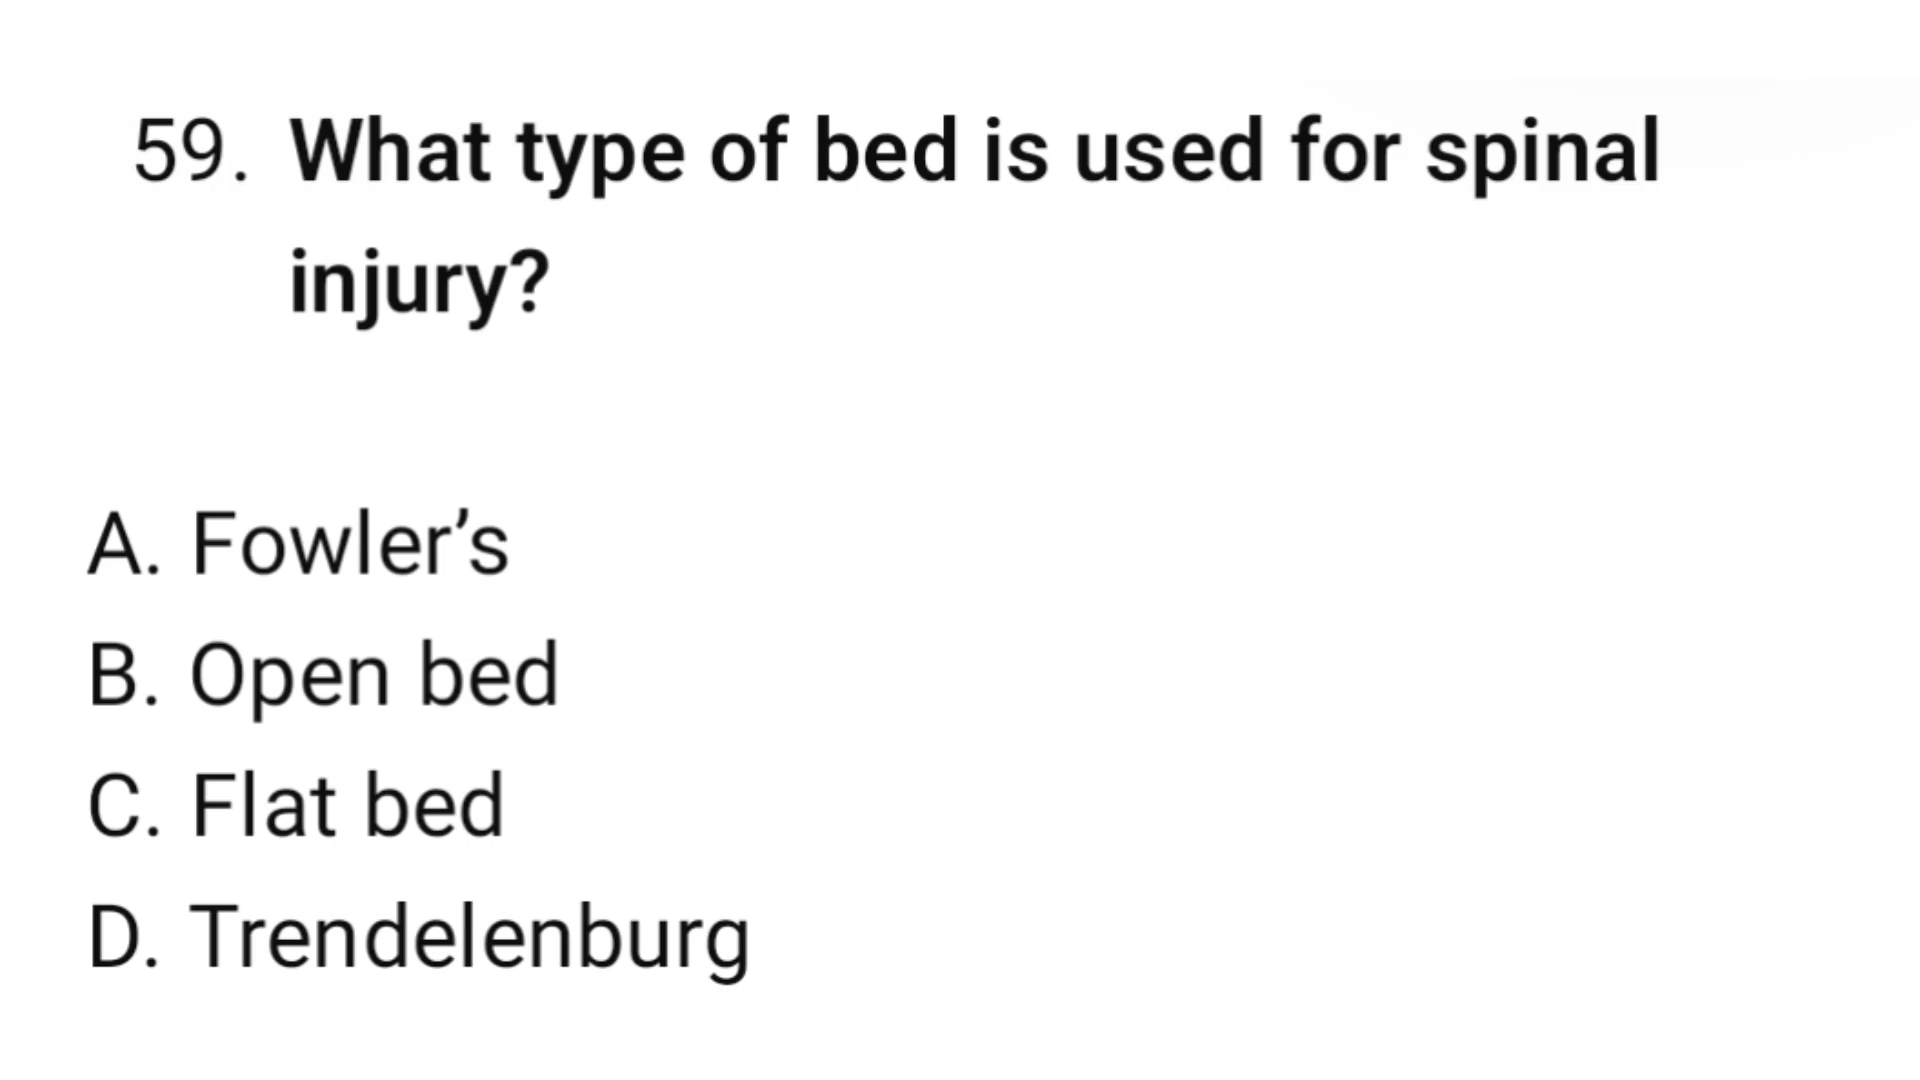 59. What type of bed is used for spinal
injury?
A. Fowler’s
B. Open bed
C. Flat bed
D. Trendelenburg